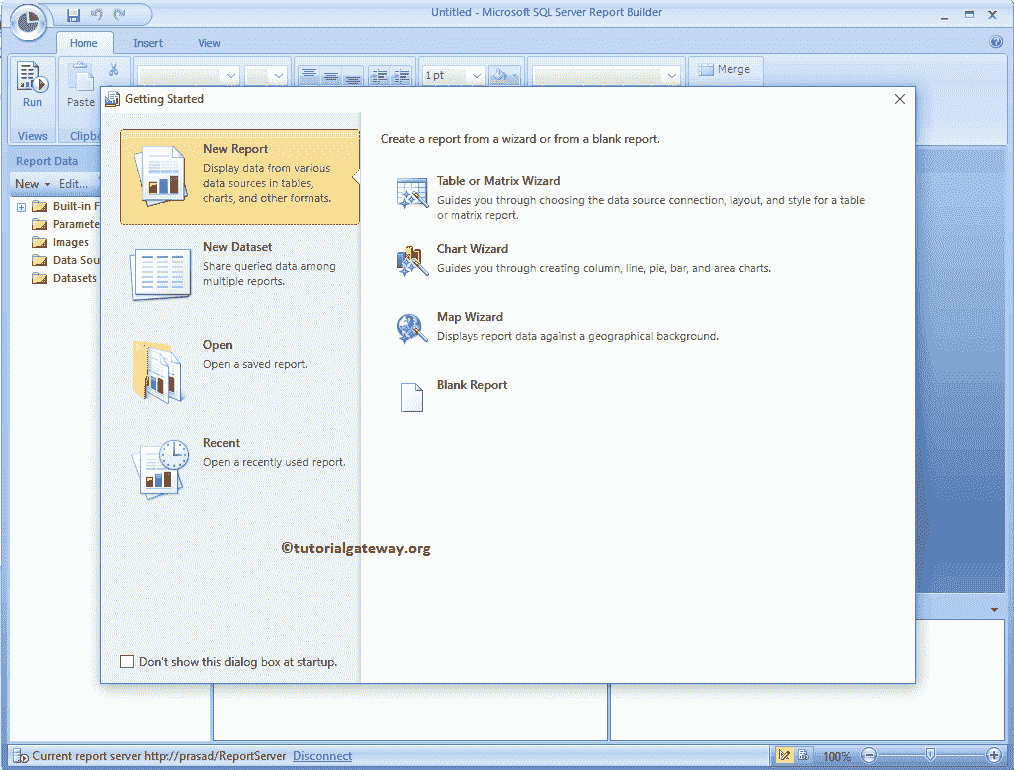 Untitled - Microsoft SQL Server Report Builder
Home Insert View
1 pt
Merge
Run
Paste
Views
Getting Started
Report Data
New Edit...
Images
Datasets
New Report
Display data from various
data sources in tables,
charts, and other formats.
New Dataset
Share queried data among
multiple reports.
Open
Open a saved report.
Recent
Open a recently used report.
Create a report from a wizard or from a blank report.
Table or Matrix Wizard
Guides you through choosing the data source connection, layout, and style for a table
or matrix report.
Chart Wizard
Guides you through creating column, line, pie, bar, and area charts.
Map Wizard
Displays report data against a geographical background.
Blank Report
©tutorialgateway.org
Don't show this dialog box at startup.
Current report server http://prasad/ReportServer Disconnect
100%